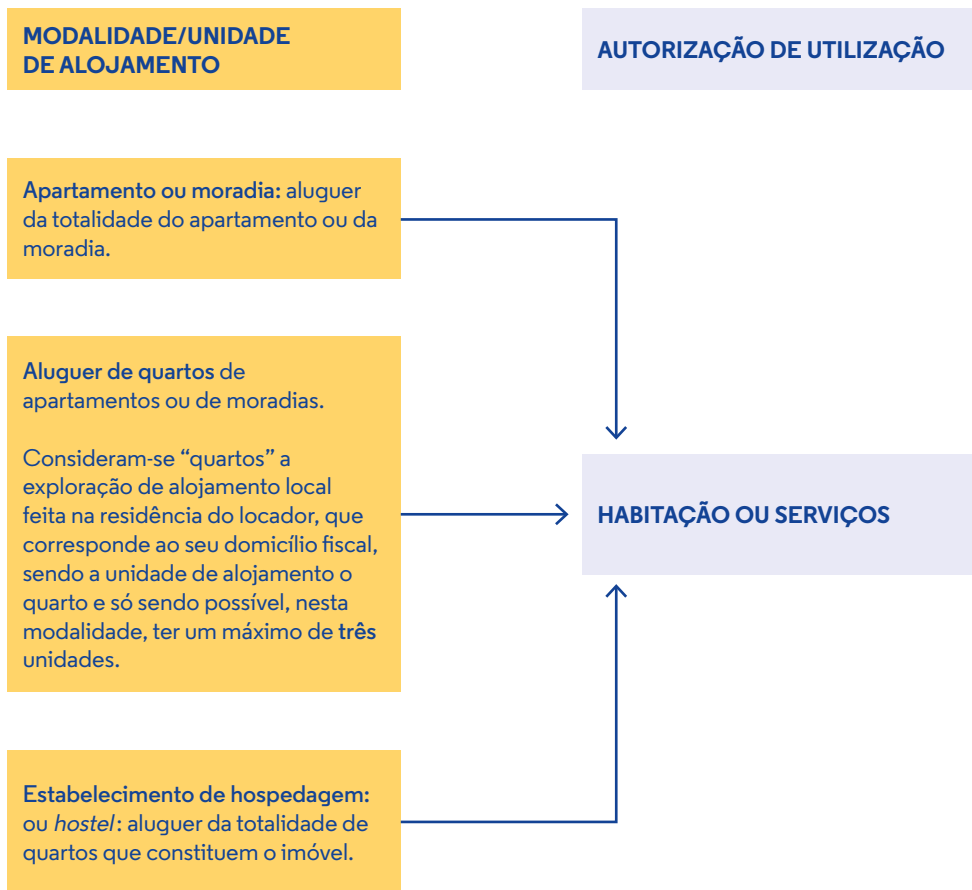 MODALIDADE/UNIDADE
DE ALOJAMENTO
AUTORIZAÇÃO DE UTILIZAÇÃO
Apartamento ou moradia: aluguer
da totalidade do apartamento ou da
moradia.
Aluguer de quartos de
apartamentos ou de moradias.
Consideram-se “quartos” a
exploração de alojamento local
feita na residência do locador, que
corresponde ao seu domicílio fiscal,
sendo a unidade de alojamento o
quarto e só sendo possível, nesta
modalidade, ter um máximo de três
unidades.
HABITAÇÃO OU SERVIÇOS
Estabelecimento de hospedagem:
ou hostel: aluguer da totalidade de
quartos que constituem o imóvel.